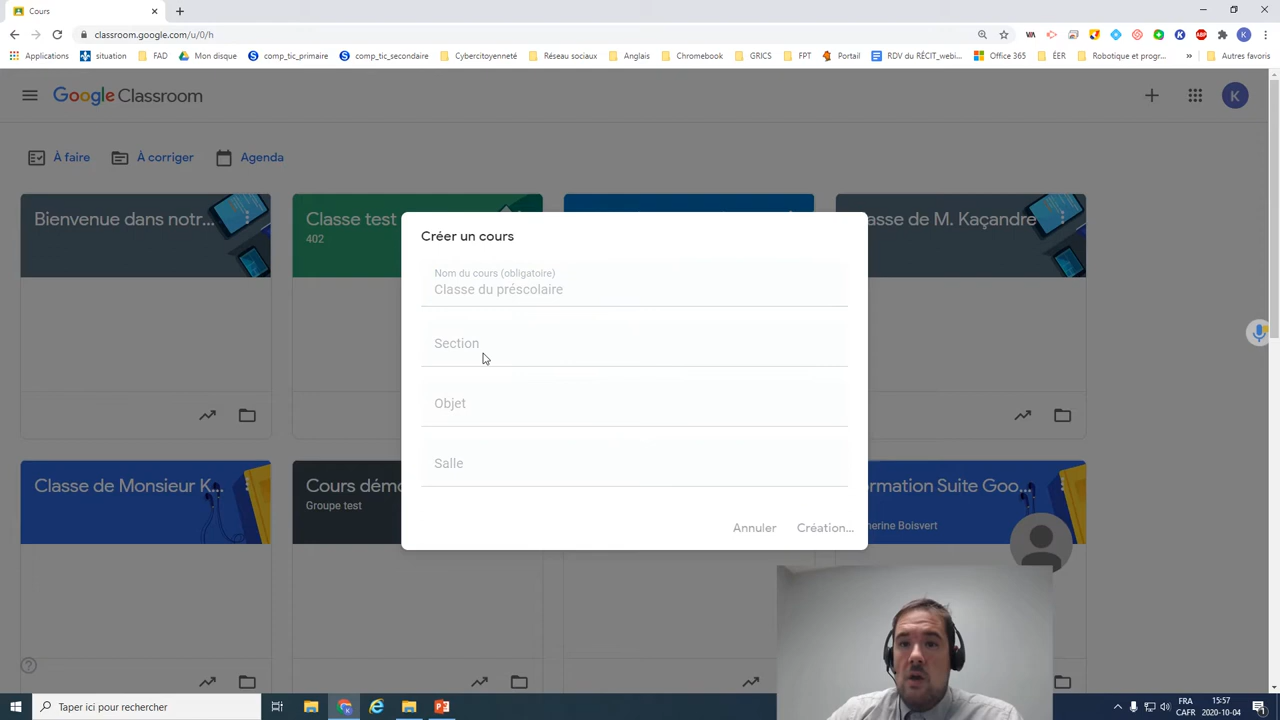 Cours
classroom.google.com/u/0/h
Applications
situation
FAD
Mon disque
comp_tic_primaire
comp_tic_secondaire
Cybercitoyenneté
Réseau sociaux
Anglais
Chromebook
GRICS
FPT
Portail
RDV du RÉCIT_webi...
Office 365
ÉER
Robotique et progr...
»
Autres favoris
Google Classroom
K
À faire
À corriger
Agenda
Bienvenue dans notr...
Classe test
402
asse de M. Kaçandre
Créer un cours
Nom du cours (obligatoire)
Classe du préscolaire
Section
Objet
Salle
Annuler
Création...
Classe de Monsieur K...
Cours démo
Groupe test
ormation Suite Goo...
herine Boisvert
Taper ici pour rechercher
FRA
CAFR
15:57
2020-10-04